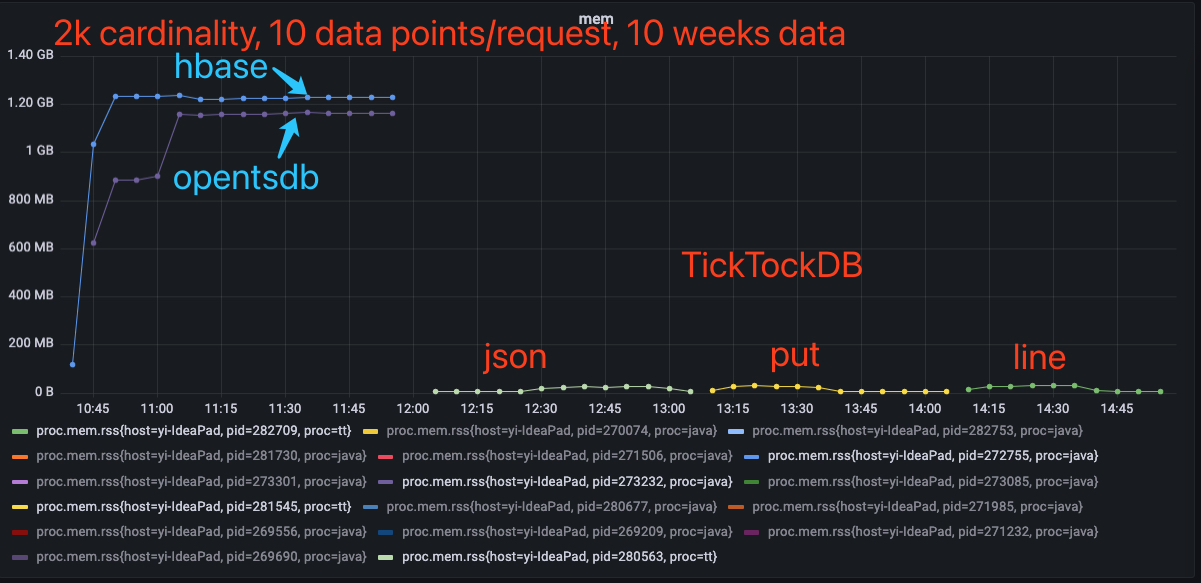 mem
2k cardinality, 10 data points/request, 10 weeks data
1.40 GB
hbase
1.20 GB
1 GB
opentsdb
800 MB
600 MB
TickTockDB
400 MB
200 MB
json
put
line
0 B
10:45 11:00 11:15 11:30 11:45 12:00 12:15 12:30 12:45 13:00 13:15 13:30 13:45 14:00 14:15 14:30 14:45
proc.mem.rss{host=yi-IdeaPad, pid=282709, proc=tt} proc.mem.rss{host=yi-IdeaPad, pid=270074, proc=java} proc.mem.rss{host=yi-IdeaPad, pid=282753, proc=java}
proc.mem.rss{host=yi-IdeaPad, pid=281730, proc=java} proc.mem.rss{host=yi-IdeaPad, pid=271506, proc=java} proc.mem.rss{host=yi-IdeaPad, pid=272755, proc=java}
proc.mem.rss{host=yi-IdeaPad, pid=273301, proc=java} proc.mem.rss{host=yi-IdeaPad, pid=273232, proc=java} proc.mem.rss{host=yi-IdeaPad, pid=273085, proc=java}
proc.mem.rss{host=yi-IdeaPad, pid=281545, proc=tt} proc.mem.rss{host=yi-IdeaPad, pid=280677, proc=java} proc.mem.rss{host=yi-IdeaPad, pid=271985, proc=java}
proc.mem.rss{host=yi-IdeaPad, pid=269556, proc=java} proc.mem.rss{host=yi-IdeaPad, pid=269209, proc=java} proc.mem.rss{host=yi-IdeaPad, pid=271232, proc=java}
proc.mem.rss{host=yi-IdeaPad, pid=269690, proc=java} proc.mem.rss{host=yi-IdeaPad, pid=280563, proc=tt}